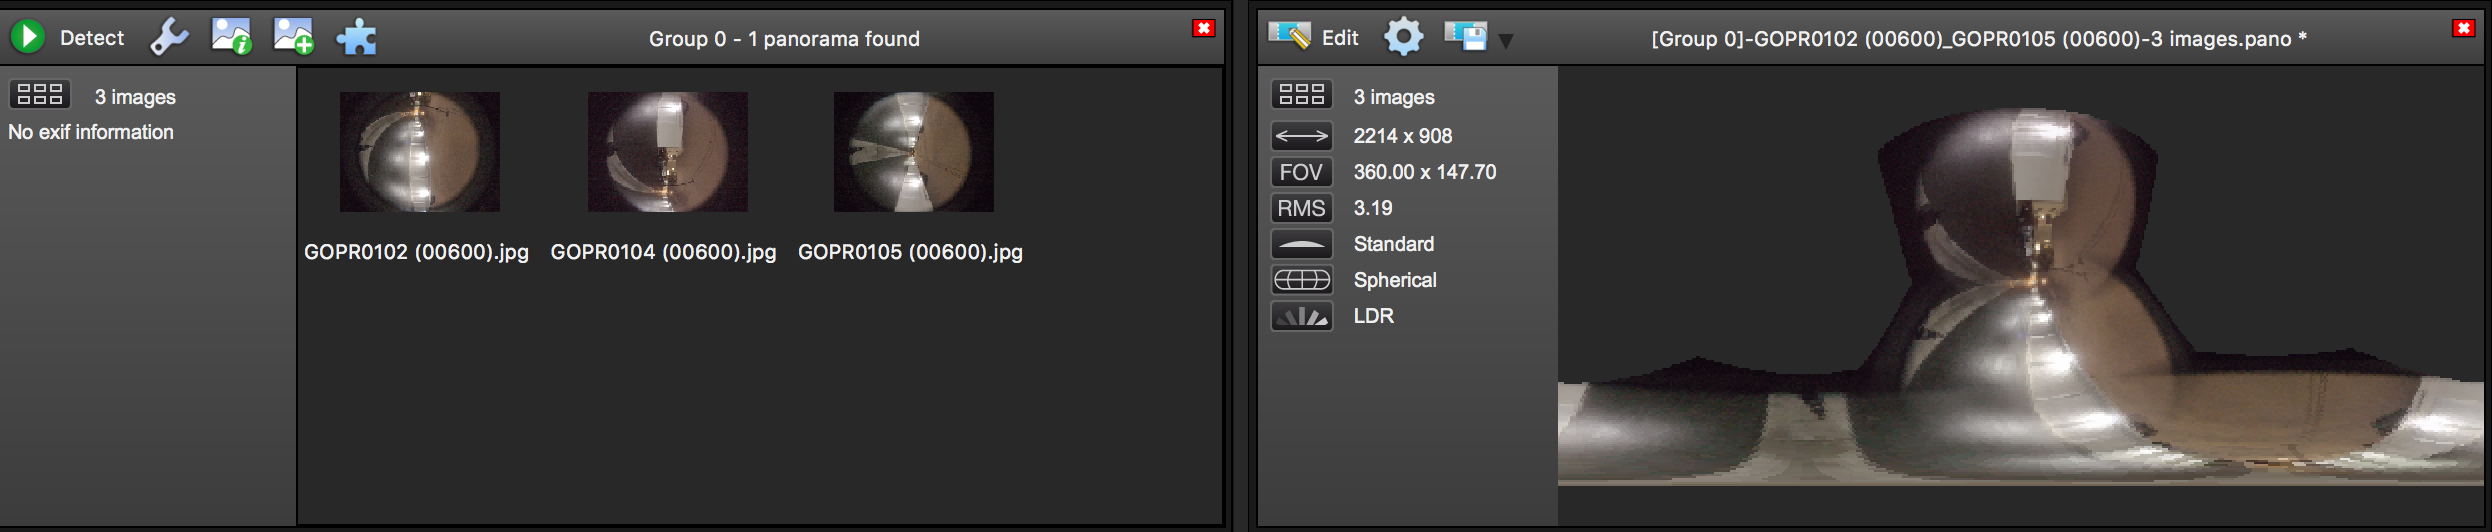 Detect
Group 0 - 1 panorama found
3 images
No exif information
GOPR0102 (00600).jpg
GOPR0104 (00600).jpg
GOPR0105 (00600).jpg
Edit
[Group 0]-GOPR0102 (00600)_GOPR0105 (00600)-3 images.pano *
3 images
2214 x 908
FOV 360.00 x 147.70
RMS 3.19
Standard
Spherical
LDR